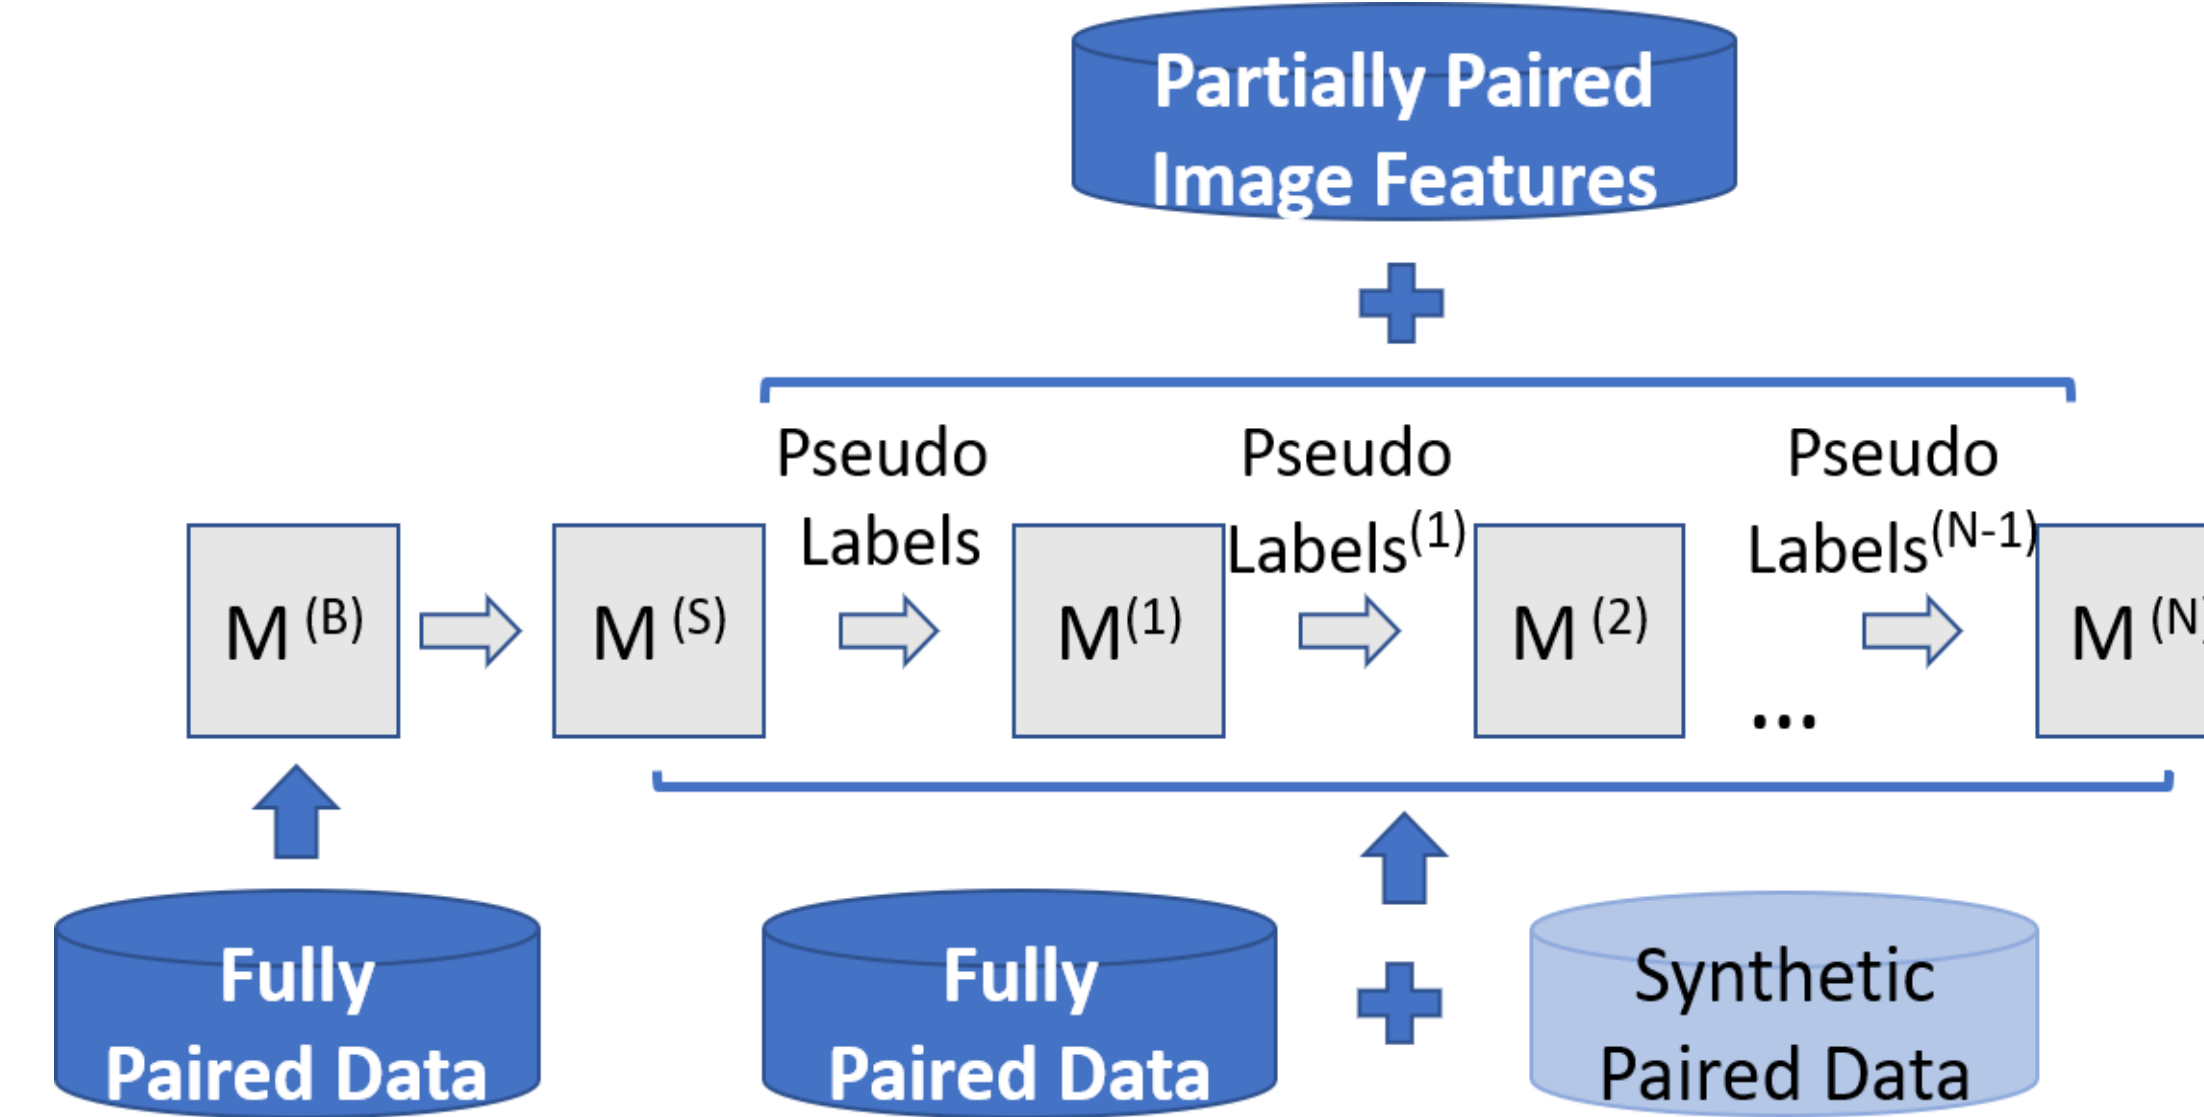 Partially Paired
Image Features
Pseudo
Labels
Pseudo
Labels(1)
Pseudo
Labels(N-1)
M (B)
M (S)
M(1)
M (2)
...
M (N)
Fully
Paired Data
Fully
Paired Data
Synthetic
Paired Data